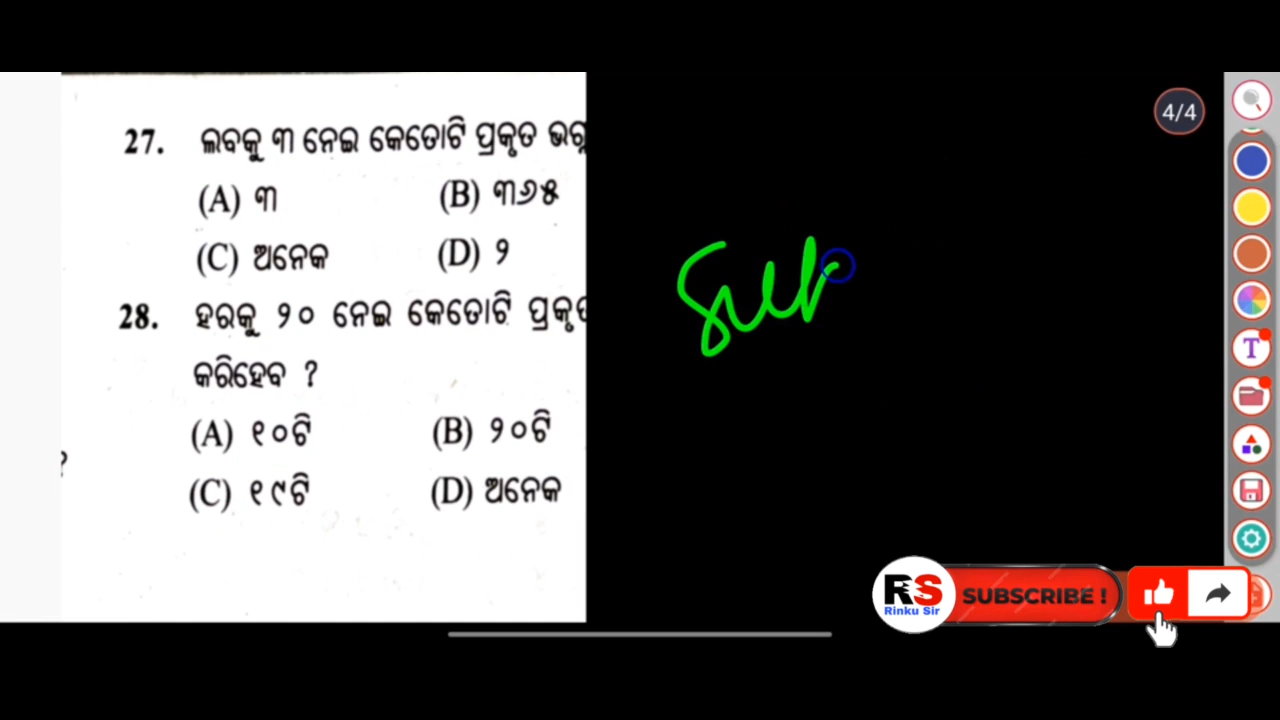 27. ଲବକୁ ୩ ନେଇ କେତୋଟି ପ୍ରକୃତ
(A) ୩ (B) ୩୬୫
(C) ଅନେକ (D) ୨
28. ହରକୁ ୨୦ ନେଇ କେତୋଟି
କରିହେବ ?
(A) ୧୦ଟି (B) ୨୦ଟି
(C) ୧୯ଟି (D) ଅନେକ
4/4
T
RS
Rinku Sir
SUBSCRIBE !